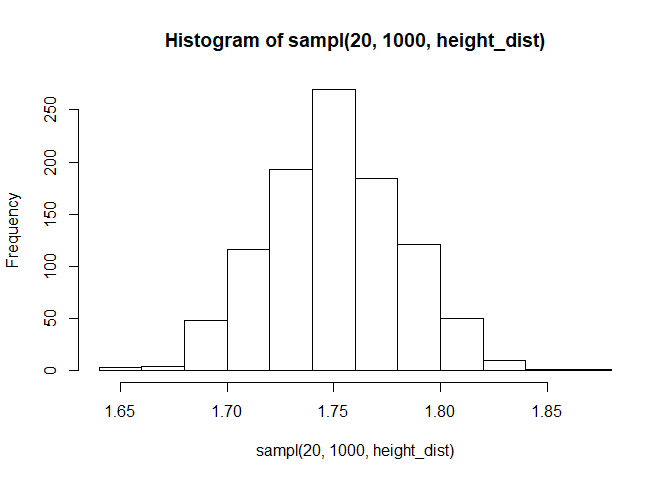 Histogram of sampl(20, 1000, height_dist)
Frequency
250
200
150
100
50
0
1.65 1.70 1.75 1.80 1.85
sampl(20, 1000, height_dist)